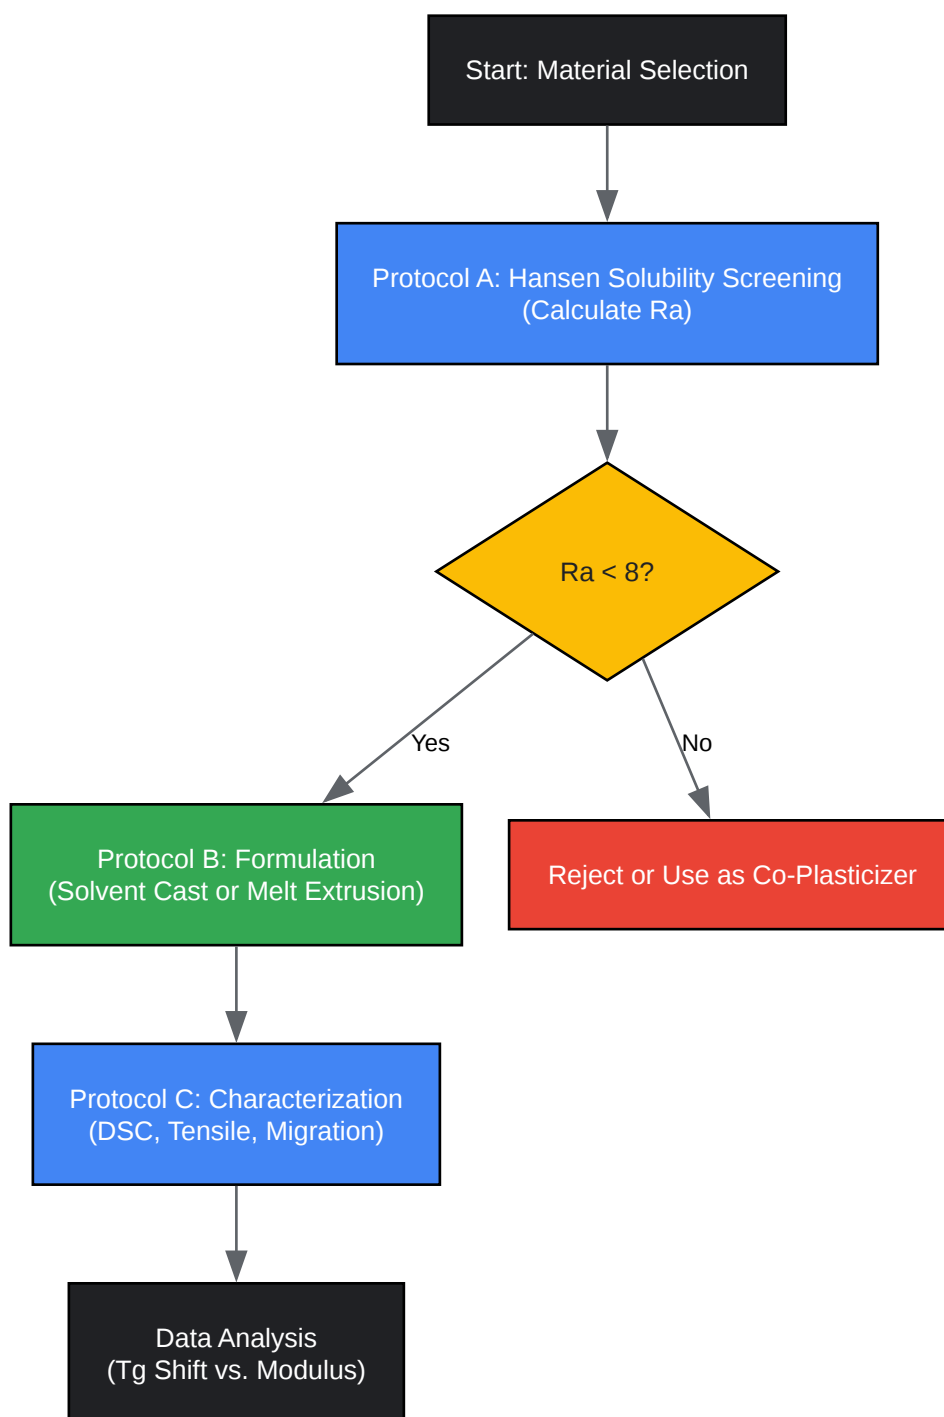 Start: Material Selection
Protocol A: Hansen Solubility Screening
(Calculate Ra)
Ra < 8?
Yes
No
Protocol B: Formulation
(Solvent Cast or Melt Extrusion)
Reject or Use as Co-Plasticizer
Protocol C: Characterization
(DSC, Tensile, Migration)
Data Analysis
(Tg Shift vs. Modulus)